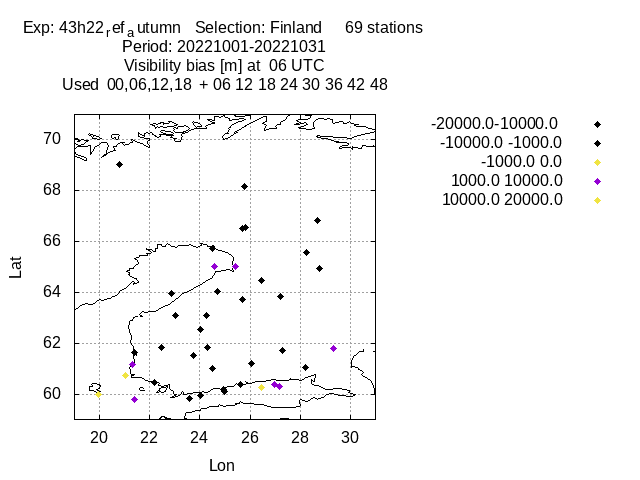 Exp: 43h22refautumn Selection: Finland 69 stations
Period: 20221001-20221031
Visibility bias [m] at 06 UTC
Used 00,06,12,18 + 06 12 18 24 30 36 42 48
-20000.0-10000.0
-10000.0 -1000.0
-1000.0 0.0
1000.0 10000.0
10000.0 20000.0
70
68
66
64
62
60
Lat
20 22 24 26 28 30
Lon